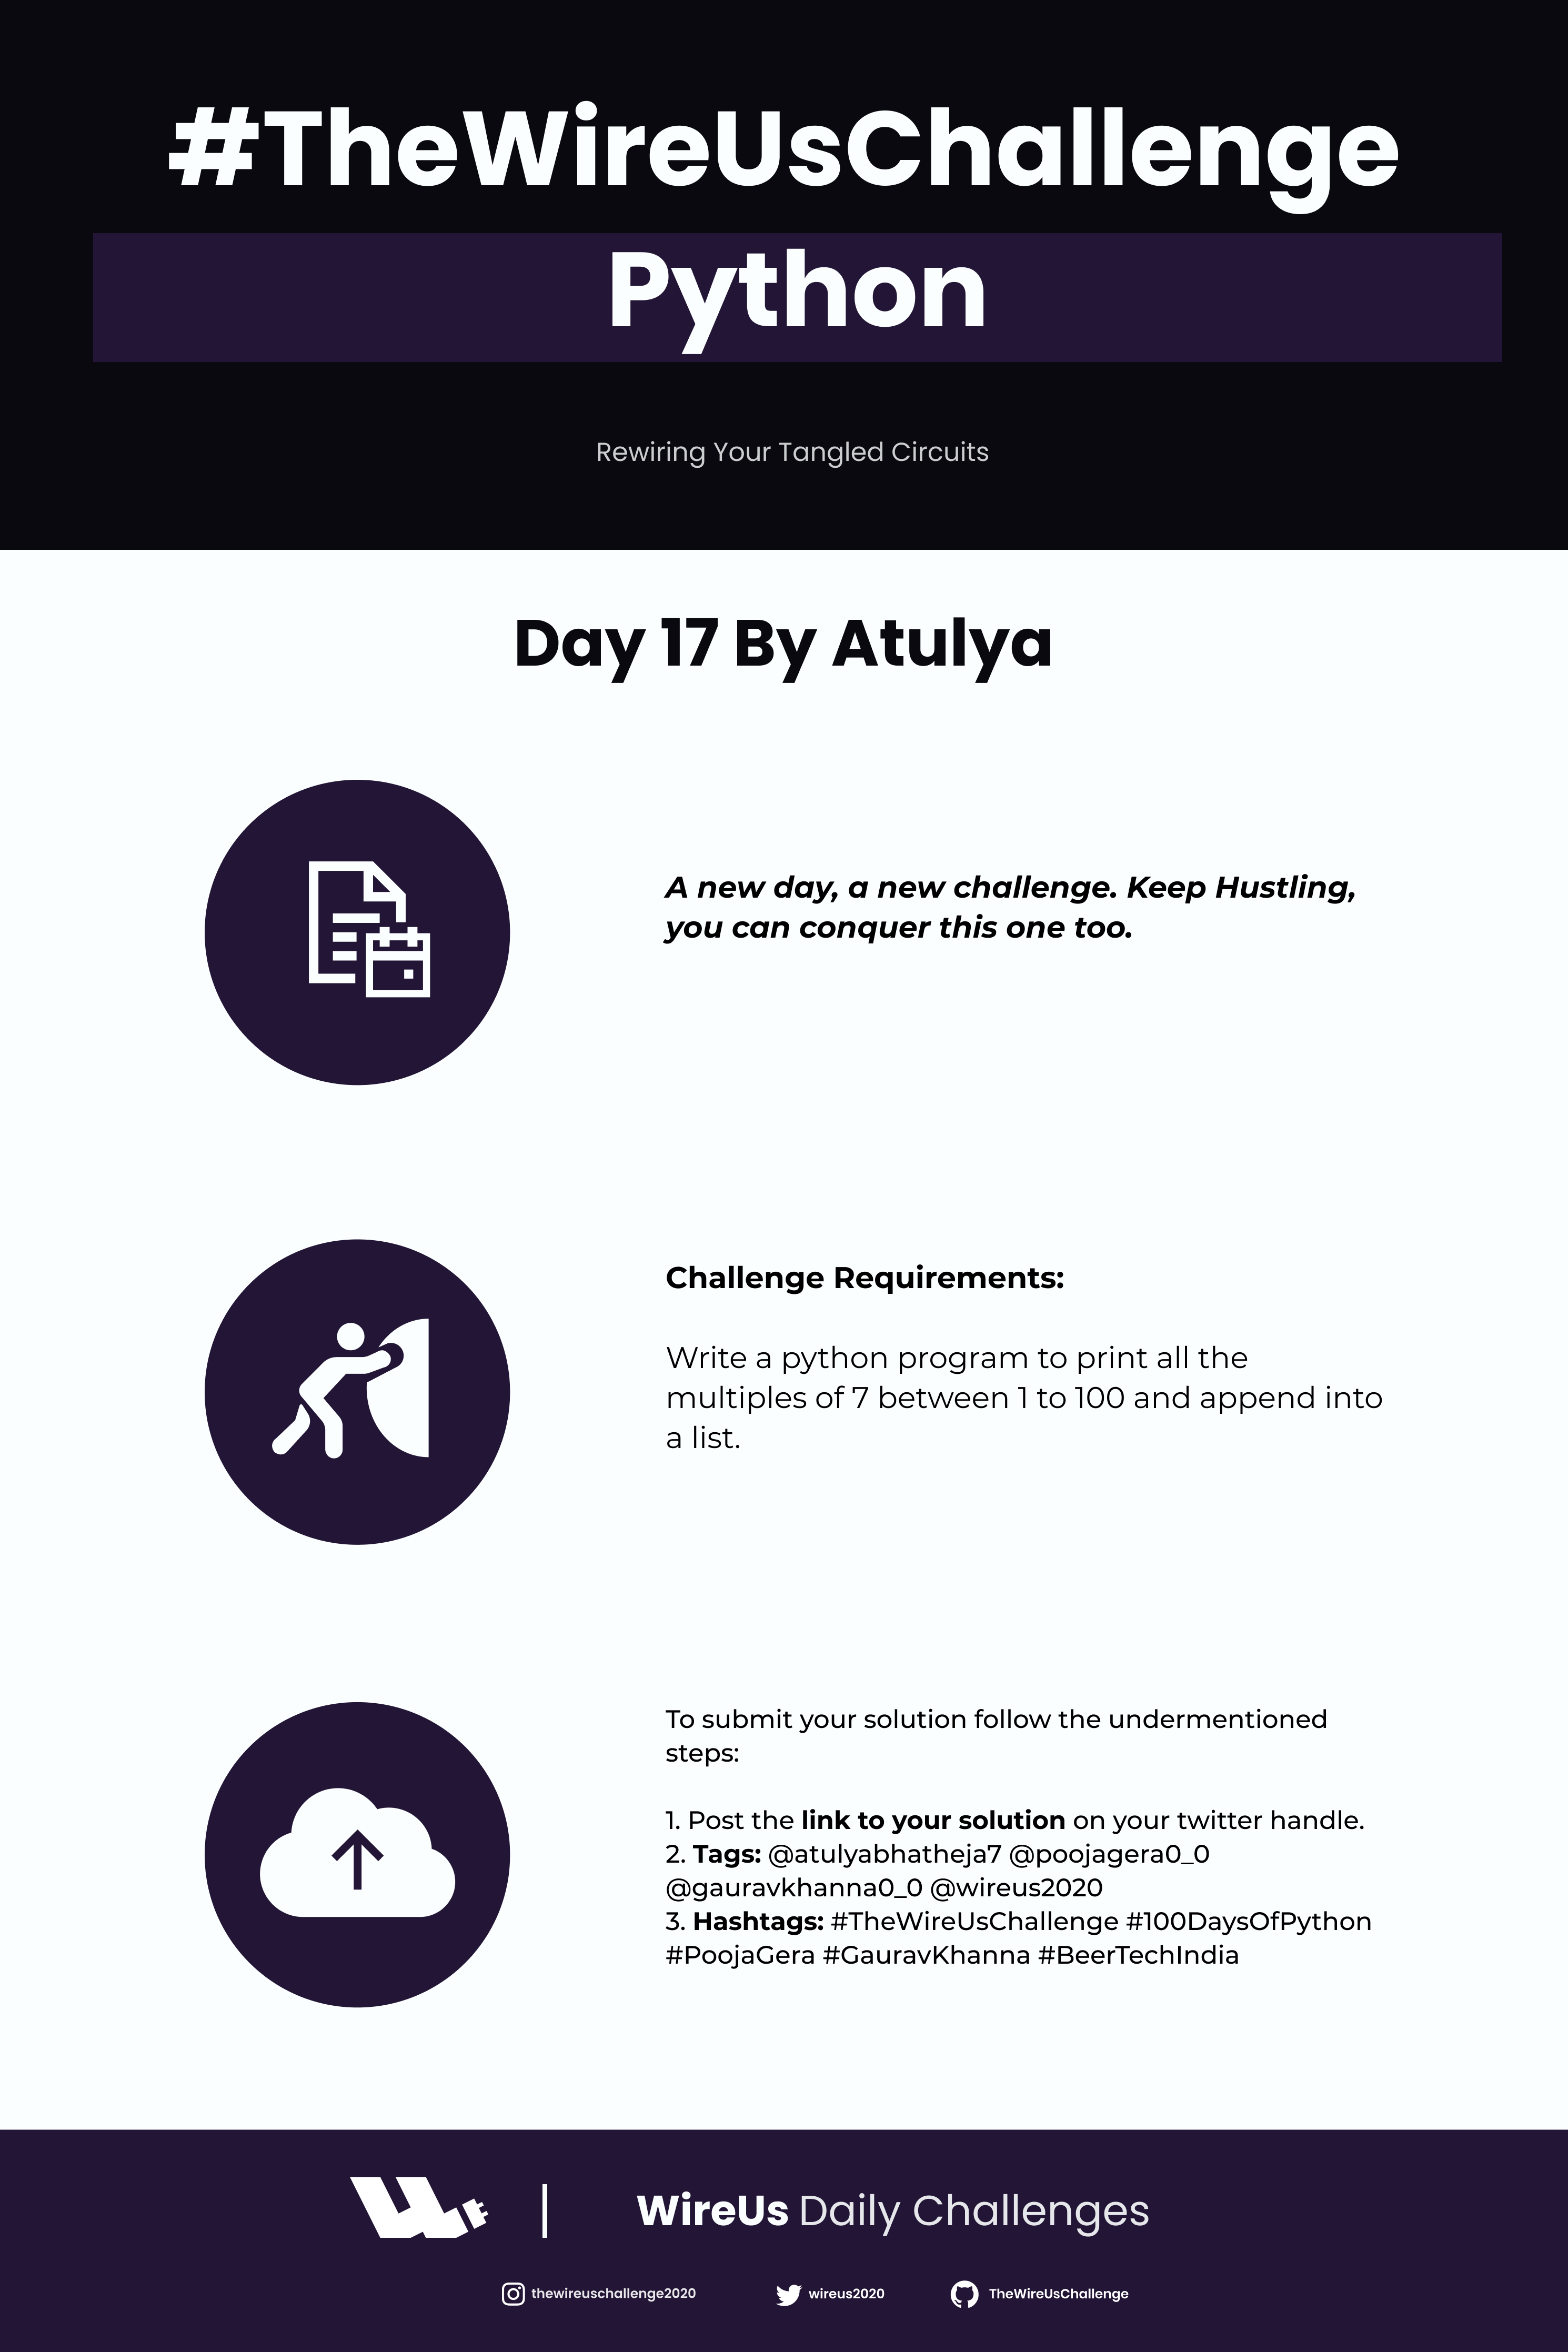 #TheWireUsChallenge
Python
Rewiring Your Tangled Circuits
Day 17 By Atulya
A new day, a new challenge. Keep Hustling,
you can conquer this one too.
Challenge Requirements:
Write a python program to print all the
multiples of 7 between 1 to 100 and append into
a list.
To submit your solution follow the undermentioned
steps:
1. Post the link to your solution on your twitter handle.
2. Tags: @atulyabhatheja7 @poojagera0_0
@gauravkhanna0_0 @wireus2020
3. Hashtags: #TheWireUsChallenge #100DaysOfPython
#PoojaGera #GauravKhanna #BeerTechIndia
WireUs Daily Challenges
thewireuschallenge2020 wireus2020 TheWireUsChallenge